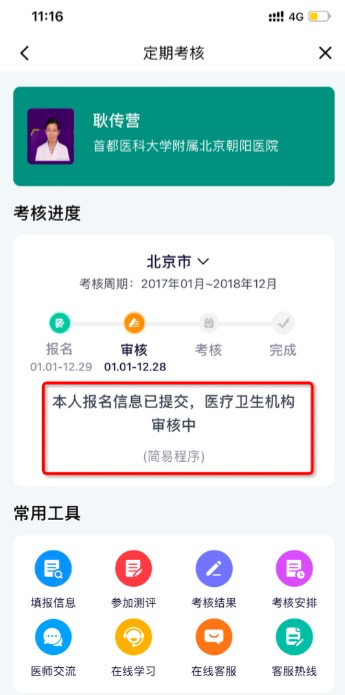 11:16
4G
定期考核
耿传营
首都医科大学附属北京朝阳医院
考核进度
北京市
考核周期：2017年01月~2018年12月
报名 审核 考核 完成
01.01-12.29 01.01-12.28
本人报名信息已提交，医疗卫生机构
审核中
(简易程序)
常用工具
填报信息 参加测评 考核结果 考核安排
医师交流 在线学习 在线客服 客服热线